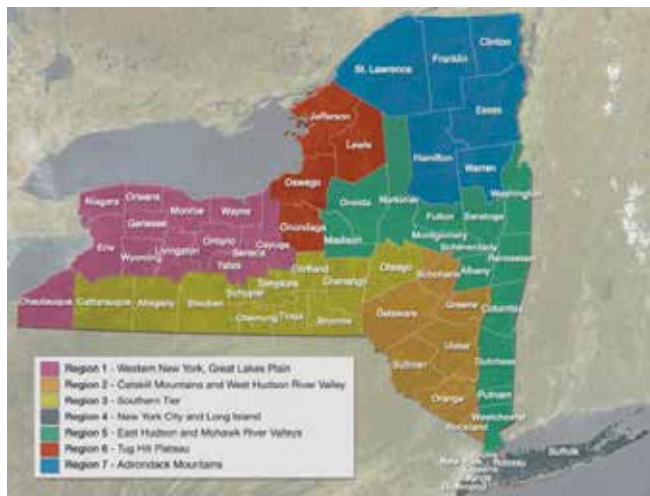 Clinton
Franklin
St. Lawrence
Essex
Jefferson
Lewis
Hamilton
Warren
Oswego
Washington
Oneida
Herkimer
Niagara
Orleans
Monroe
Wayne
Fulton
Saratoga
Genesee
Onondaga
Madison
Montgomery
Schenectady
Erie
Wyoming
Livingston
Ontario
Seneca
Cayuga
Yates
Rensselaer
Albany
Otsego
Schoharie
Cortland
Chenango
Tompkins
Schuyler
Chautauqua
Cattaraugus
Allegany
Steuben
Chemung
Tioga
Broome
Delaware
Greene
Columbia
Ulster
Sullivan
Dutchess
Orange
Putnam
Westchester
Rockland
Suffolk
Nassau
Region 1 - Western New York, Great Lakes Plain
Region 2 - Catskill Mountains and West Hudson River Valley
Region 3 - Southern Tier
Region 4 - New York City and Long Island
Region 5 - East Hudson and Mohawk River Valleys
Region 6 - Tug Hill Plateau
Region 7 - Adirondack Mountains